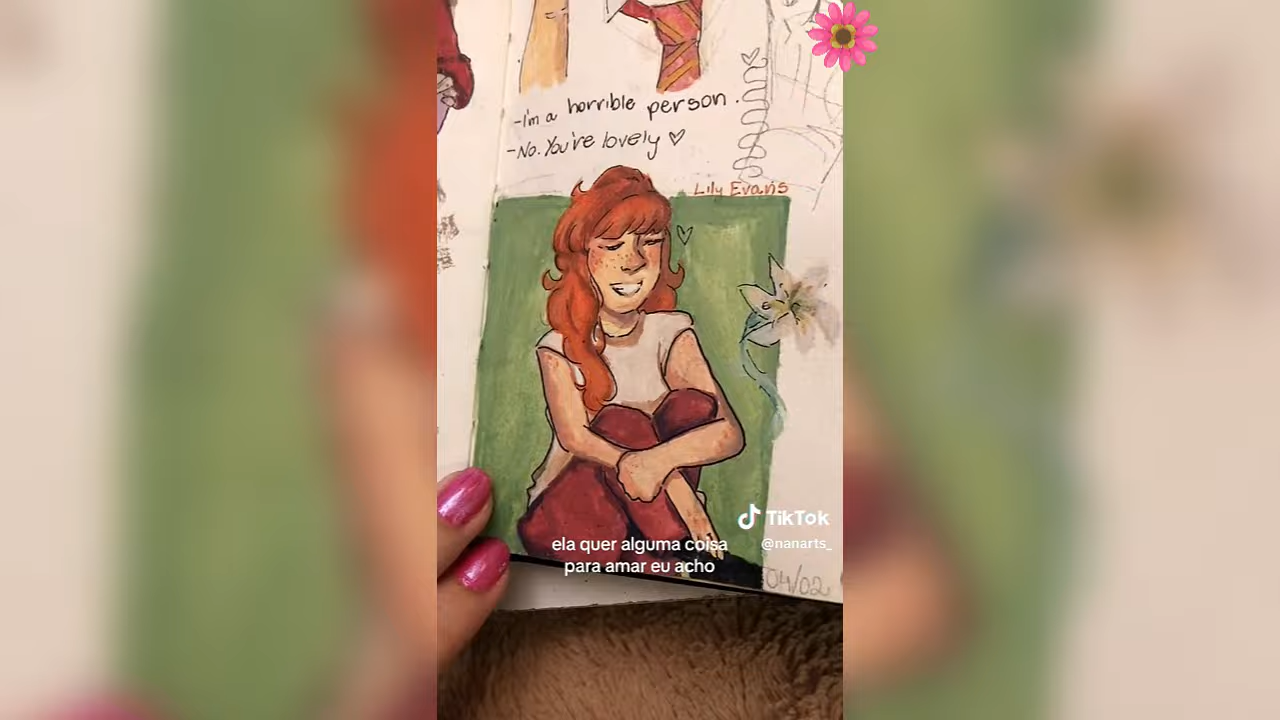 -I'm a horrible person.
-No. You're lovely ♡
Lily Evans
TikTok
@nanarts_
ela quer alguma coisa
para amar eu acho
04/02